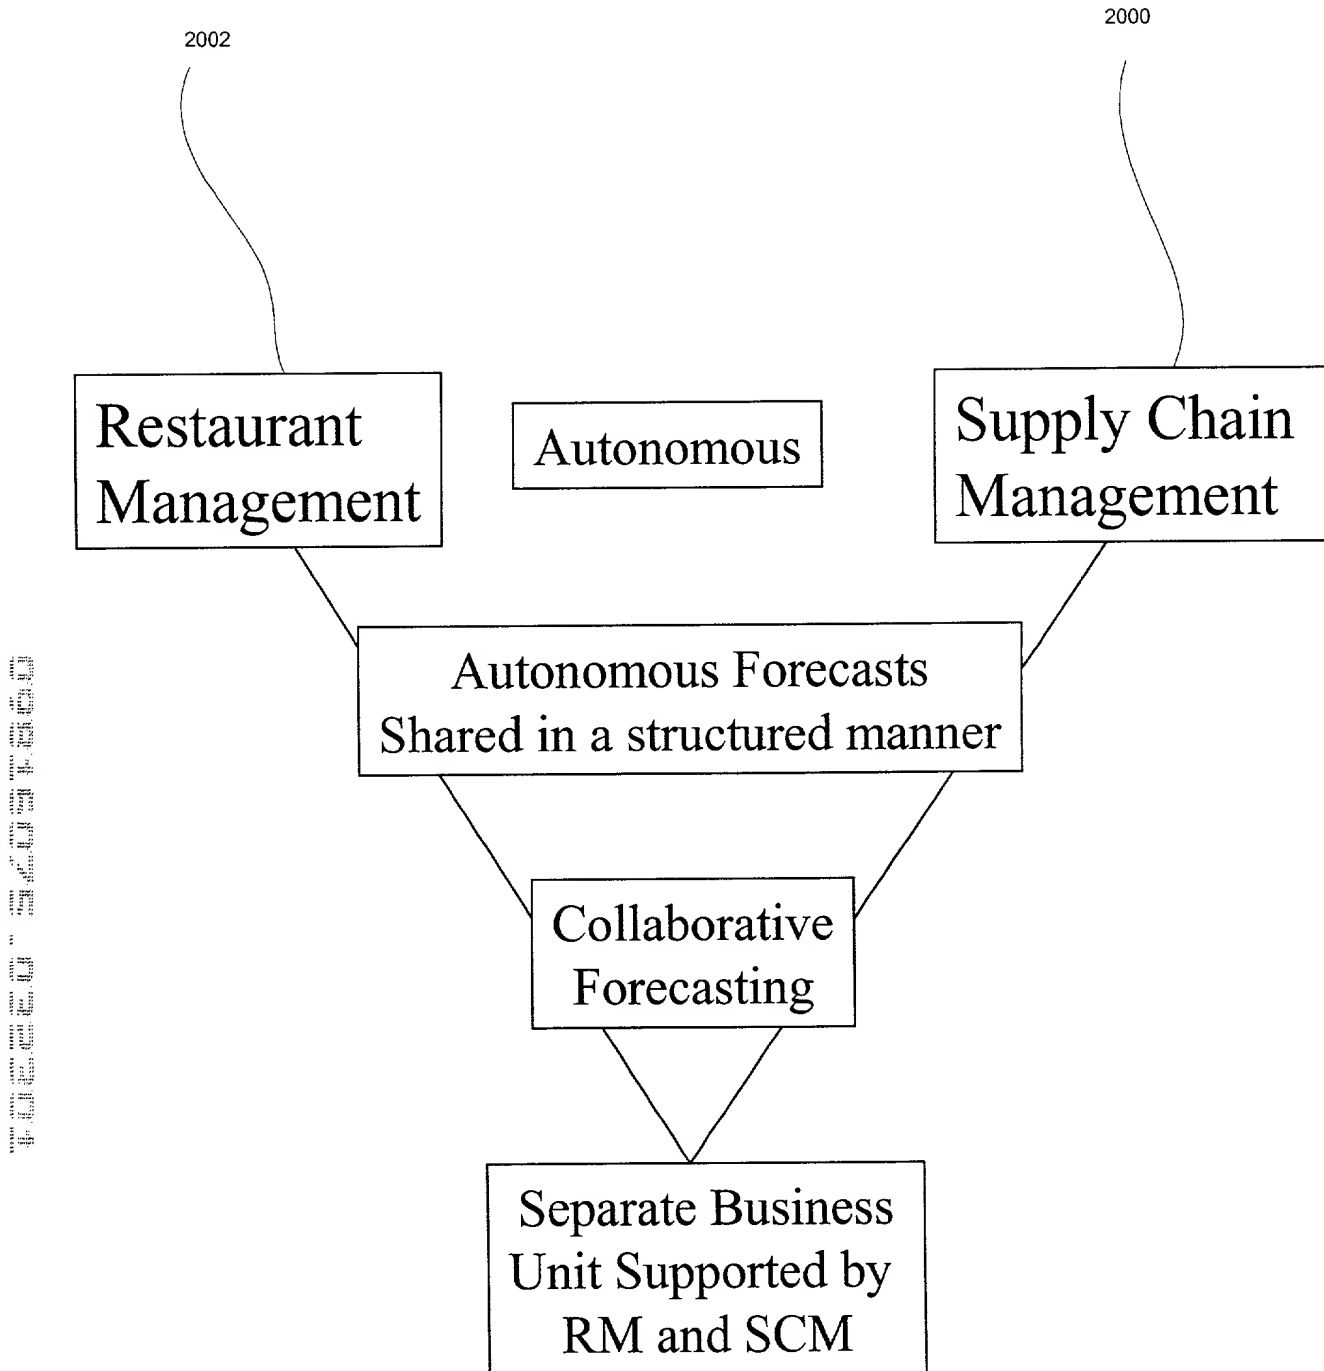 2002
2000
Restaurant
Management
Autonomous
Supply Chain
Management
Autonomous Forecasts
Shared in a structured manner
Collaborative
Forecasting
Separate Business
Unit Supported by
RM and SCM